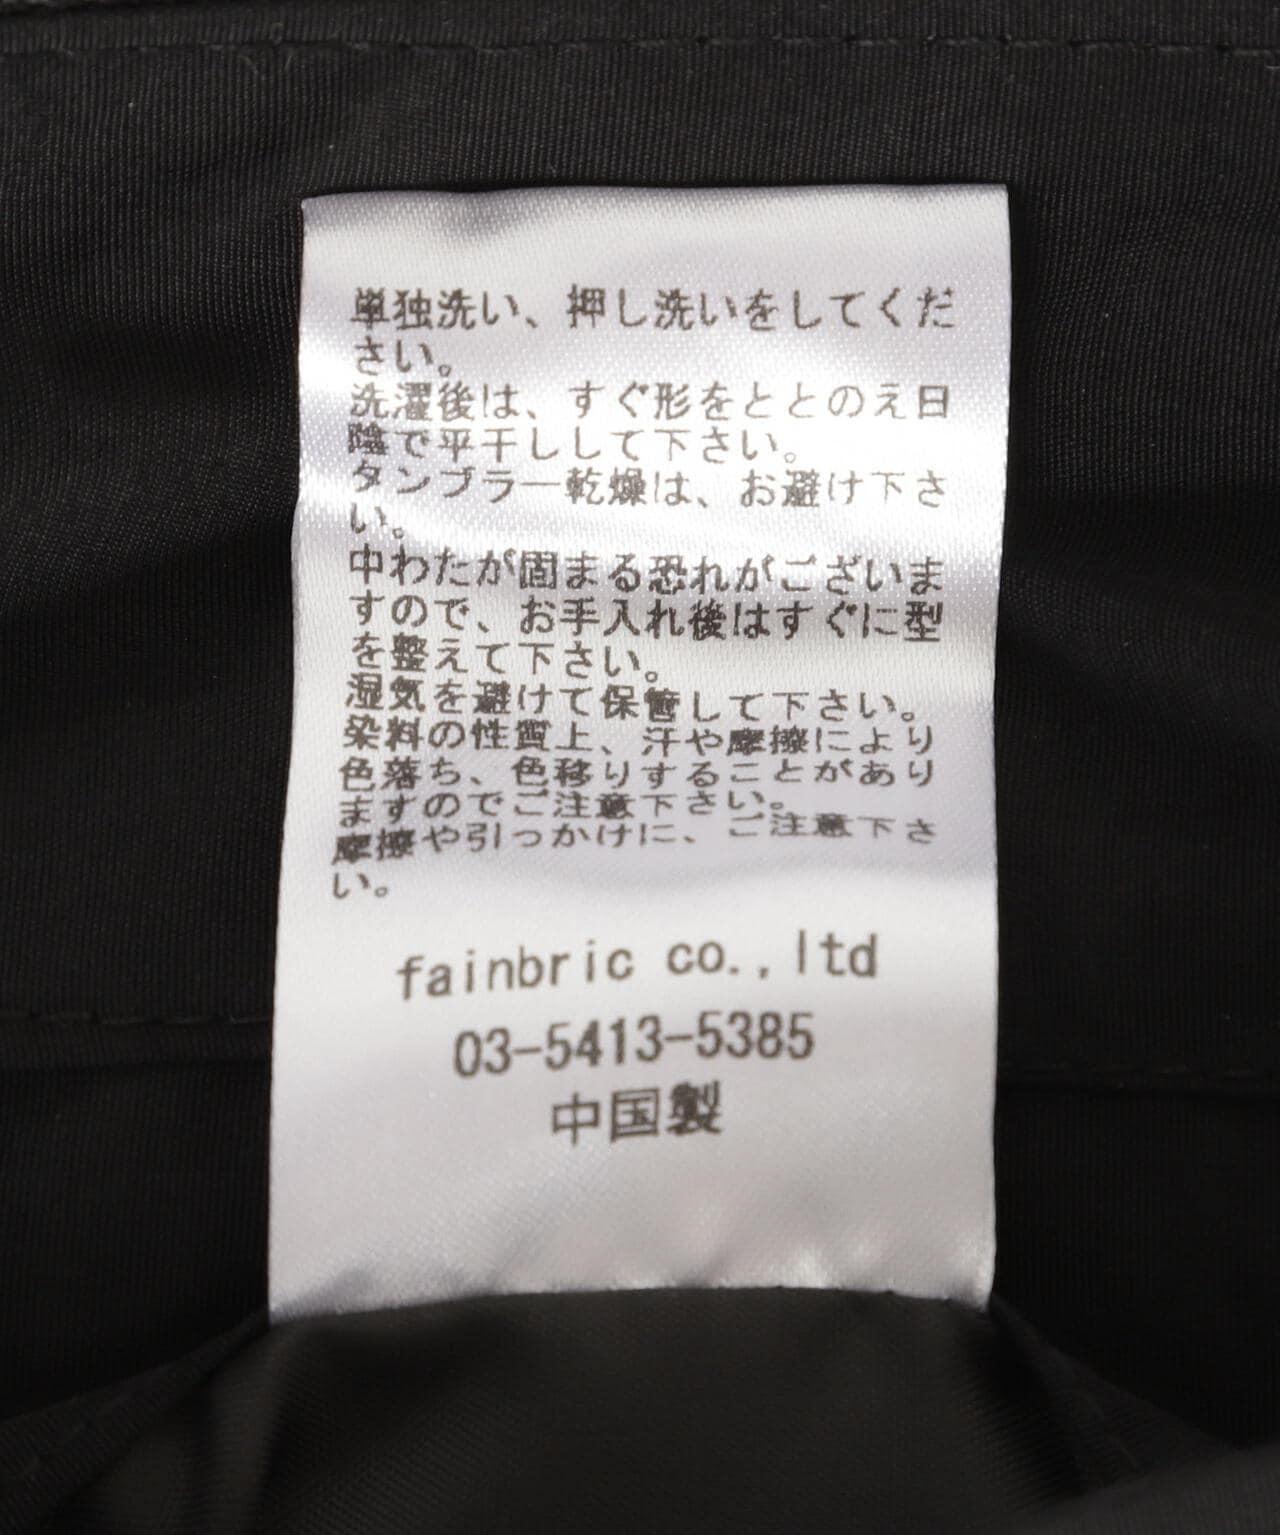 単独洗い、押し洗いをしてくだ
さい。
洗濯後は、すぐ形をととのえ日
陰で平干しして下さい。
タンブラー乾燥は、お避け下さ
い。
中わたが固まる恐れがございま
すので、お手入れ後はすぐに型
を整えて下さい。
湿気を避けて保管して下さい。
染料の性質上、汗や摩擦により
色落ち、色移りすることがあり
ますのでご注意下さい。
摩擦や引っかけに、ご注意下さ
い。
fainbric co.,ltd
03-5413-5385
中国製